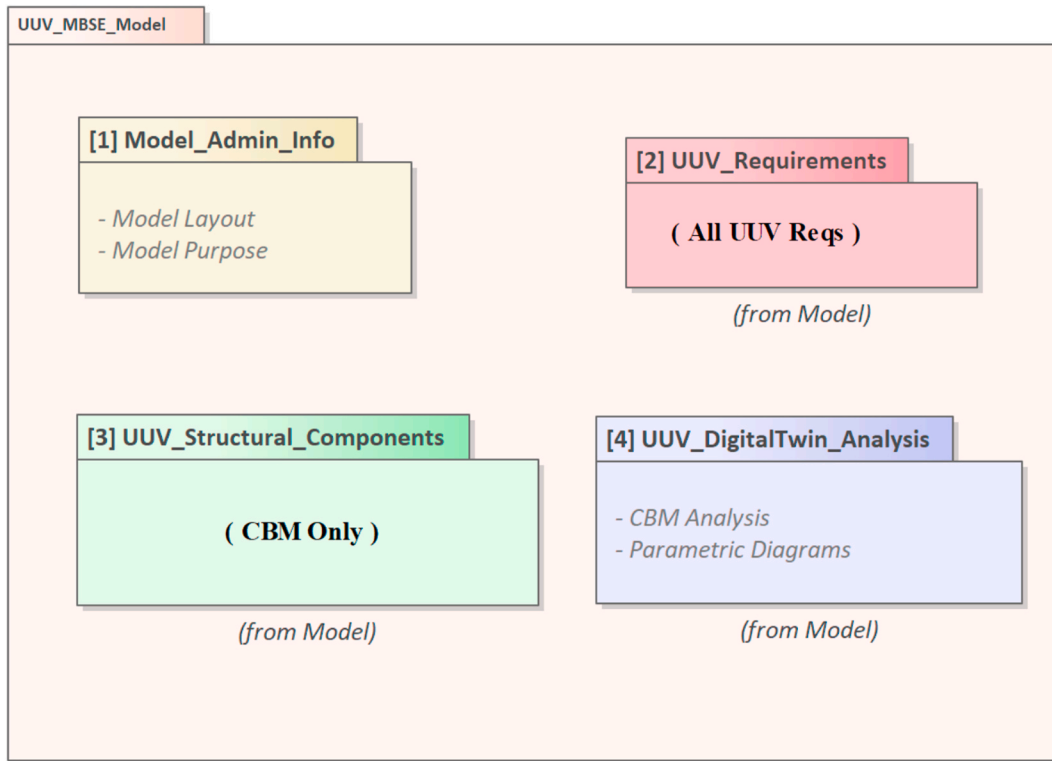 UUV_MBSE_Model
[1] Model_Admin_Info
- Model Layout
- Model Purpose
[2] UUV_Requirements
( All UUV Reqs )
(from Model)
[3] UUV_Structural_Components
( CBM Only )
(from Model)
[4] UUV_DigitalTwin_Analysis
- CBM Analysis
- Parametric Diagrams
(from Model)